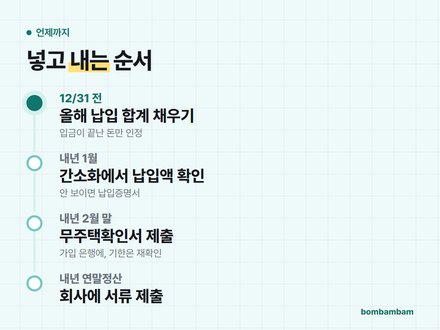 언제까지
넣고 내는 순서
12/31 전
올해 납입 합계 채우기
입금이 끝난 돈만 인정
내년 1월
간소화에서 납입액 확인
안 보이면 납입증명서
내년 2월 말
무주택확인서 제출
가입 은행에, 기한은 재확인
내년 연말정산
회사에 서류 제출
bombambam